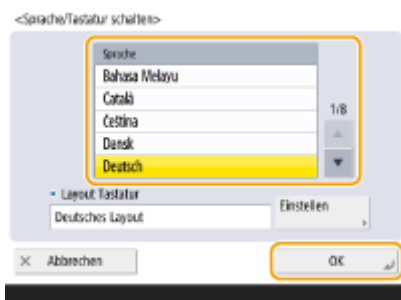 <Sprache/Tastatur schalten>
Sprache
Bahasa Melayu
Català
Čeština
Dansk
Deutsch
1/8
Layout Tastatur
Deutsches Layout
Einstellen
Abbrechen
OK